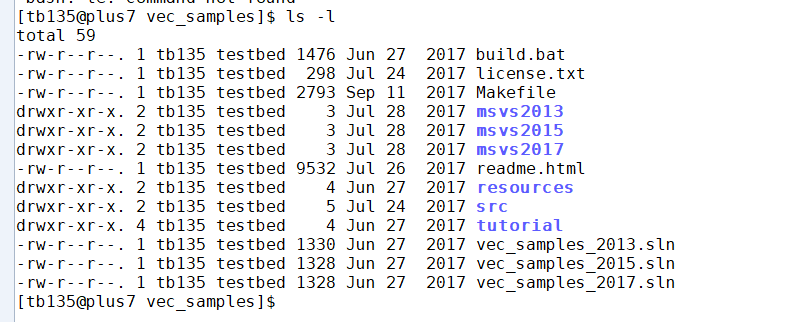 [tb135@plus7 vec_samples]$ ls -l
total 59
-rw-r--r--. 1 tb135 testbed 1476 Jun 27  2017 build.bat
-rw-r--r--. 1 tb135 testbed  298 Jul 24  2017 license.txt
-rw-r--r--. 1 tb135 testbed 2793 Sep 11  2017 Makefile
drwxr-xr-x. 2 tb135 testbed    3 Jul 28  2017 msvs2013
drwxr-xr-x. 2 tb135 testbed    3 Jul 28  2017 msvs2015
drwxr-xr-x. 2 tb135 testbed    3 Jul 28  2017 msvs2017
-rw-r--r--. 1 tb135 testbed 9532 Jul 26  2017 readme.html
drwxr-xr-x. 2 tb135 testbed    4 Jun 27  2017 resources
drwxr-xr-x. 2 tb135 testbed    5 Jul 24  2017 src
drwxr-xr-x. 4 tb135 testbed    4 Jun 27  2017 tutorial
-rw-r--r--. 1 tb135 testbed 1330 Jun 27  2017 vec_samples_2013.sln
-rw-r--r--. 1 tb135 testbed 1328 Jun 27  2017 vec_samples_2015.sln
-rw-r--r--. 1 tb135 testbed 1328 Jun 27  2017 vec_samples_2017.sln
[tb135@plus7 vec_samples]$